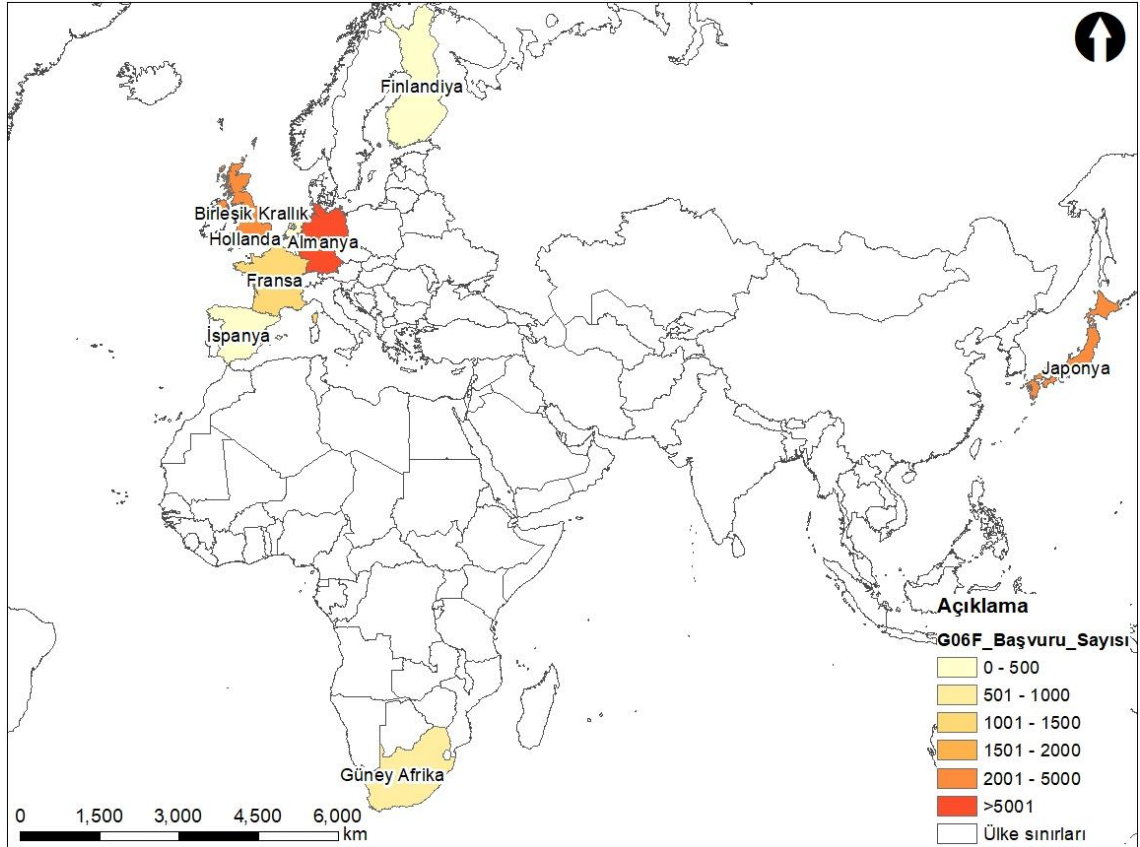 Finlandiya
Birleşik Krallık
Hollanda
Almanya
Fransa
İspanya
Japonya
Güney Afrika
Açıklama
G06F_Başvuru_Sayısı
0 - 500
501 - 1000
1001 - 1500
1501 - 2000
2001 - 5000
>5001
Ülke sınırları
0 1,500 3,000 4,500 6,000
km